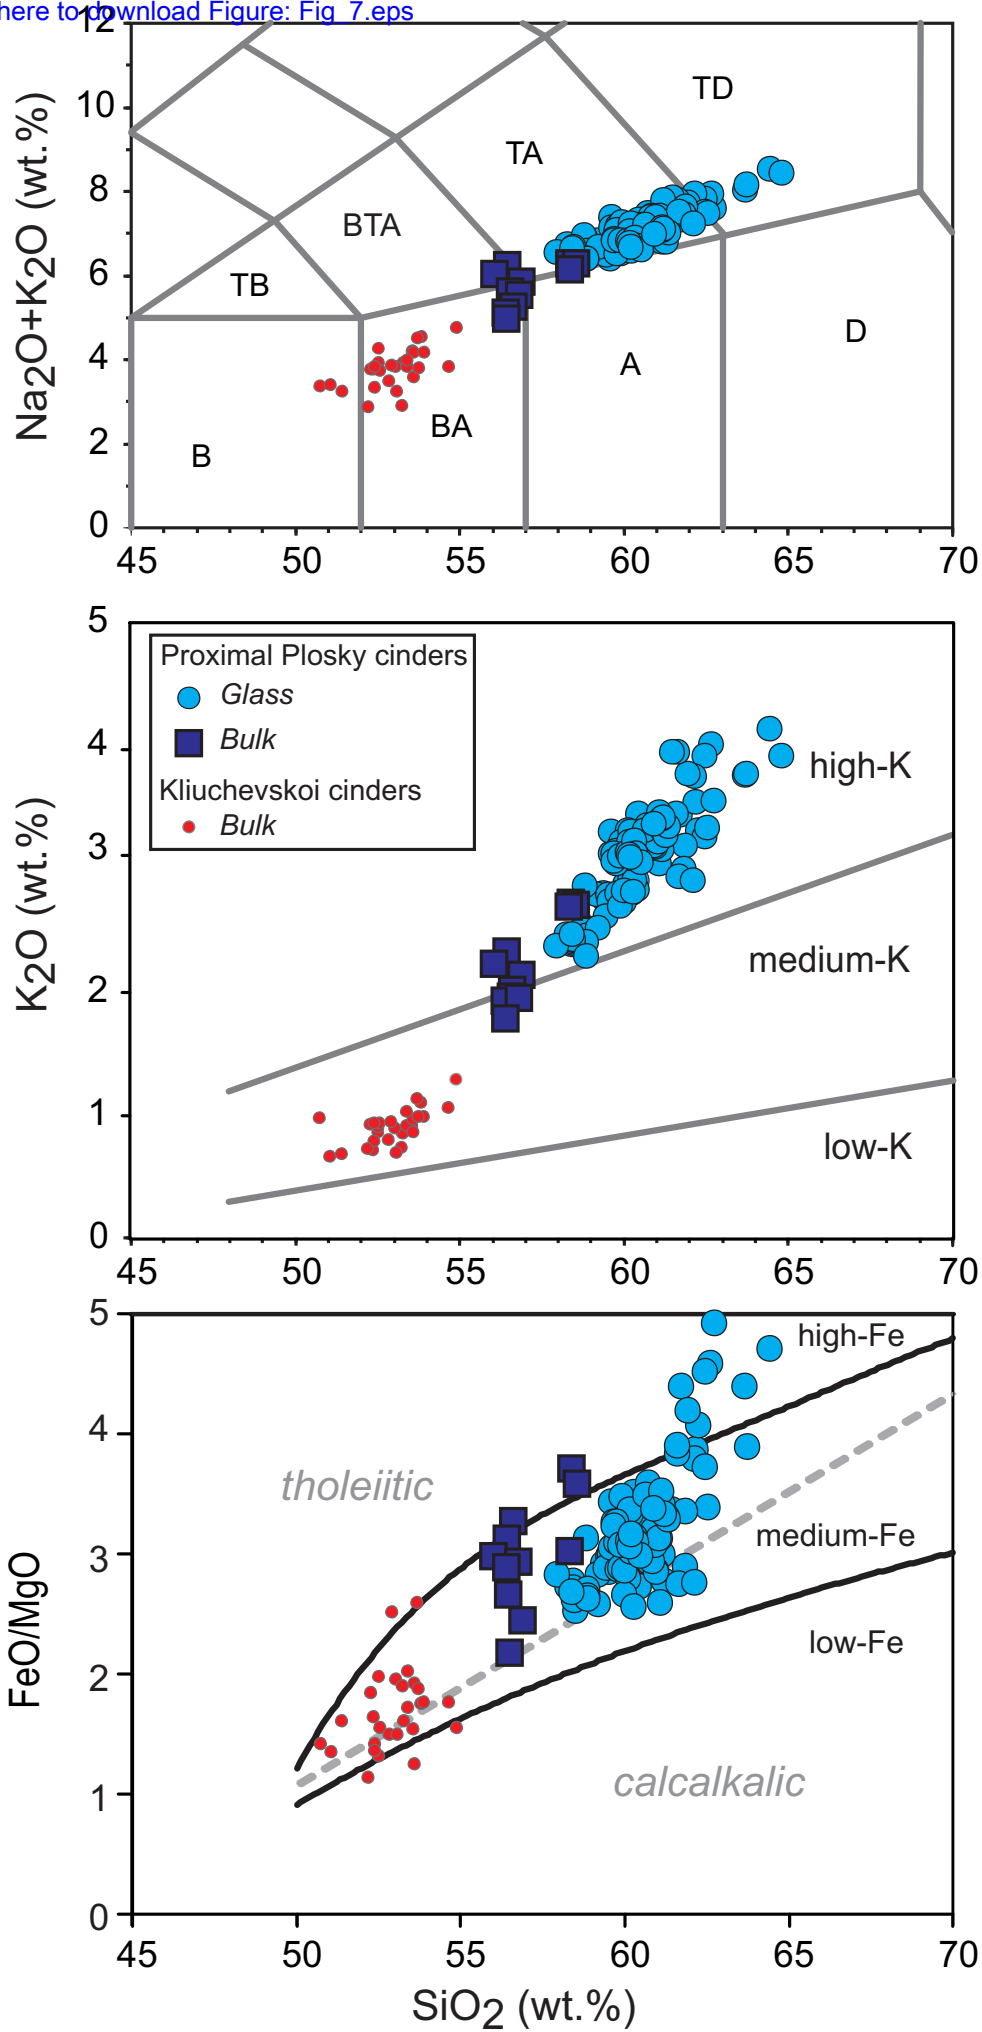 here to download Figure: Fig_7.eps
12
10
8
6
4
2
0
Na2O+K2O (wt.%)
TD
TA
BTA
TB
D
A
BA
B
45 50 55 60 65 70
5
4
3
2
1
0
K2O (wt.%)
Proximal Plosky cinders
Glass
Bulk
Kliuchevskoi cinders
Bulk
high-K
medium-K
low-K
45 50 55 60 65 70
5
4
3
2
1
0
FeO/MgO
high-Fe
tholeiitic
medium-Fe
low-Fe
calcalkalic
45 50 55 60 65 70
SiO2 (wt.%)